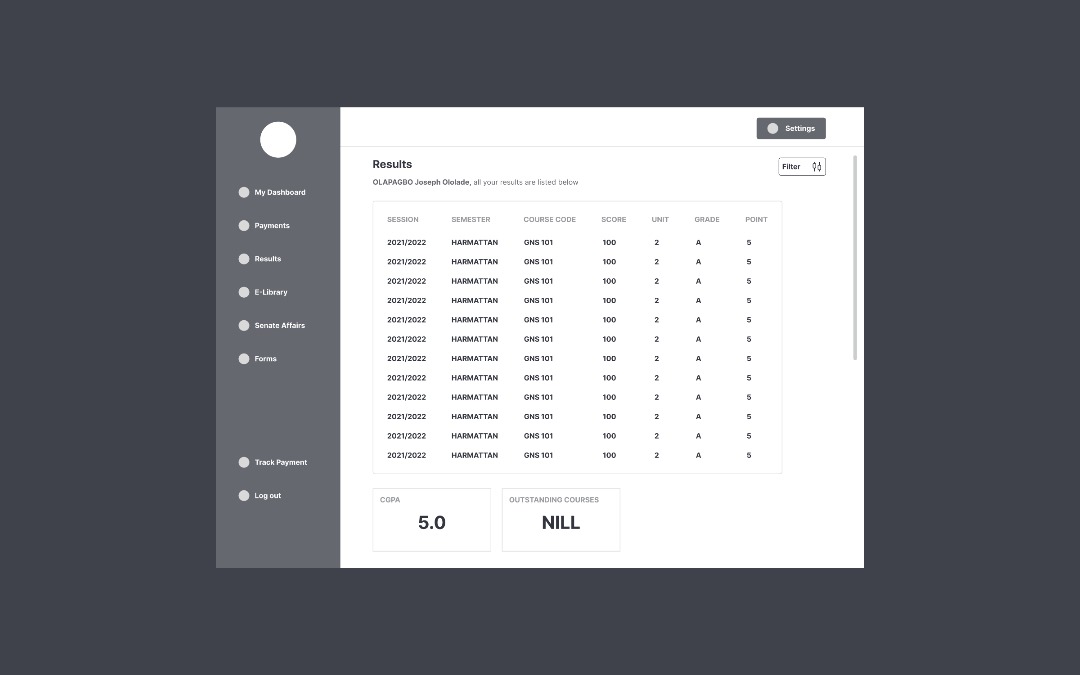 Settings
My Dashboard
Payments
Results
E-Library
Senate Affairs
Forms
Track Payment
Log out
Results
Filter
OLAPAGBO Joseph Ololade, all your results are listed below
SESSION SEMESTER COURSE CODE SCORE UNIT GRADE POINT
2021/2022 HARMATTAN GNS 101 100 2 A 5
2021/2022 HARMATTAN GNS 101 100 2 A 5
2021/2022 HARMATTAN GNS 101 100 2 A 5
2021/2022 HARMATTAN GNS 101 100 2 A 5
2021/2022 HARMATTAN GNS 101 100 2 A 5
2021/2022 HARMATTAN GNS 101 100 2 A 5
2021/2022 HARMATTAN GNS 101 100 2 A 5
2021/2022 HARMATTAN GNS 101 100 2 A 5
2021/2022 HARMATTAN GNS 101 100 2 A 5
2021/2022 HARMATTAN GNS 101 100 2 A 5
2021/2022 HARMATTAN GNS 101 100 2 A 5
2021/2022 HARMATTAN GNS 101 100 2 A 5
CGPA
5.0
OUTSTANDING COURSES
NILL